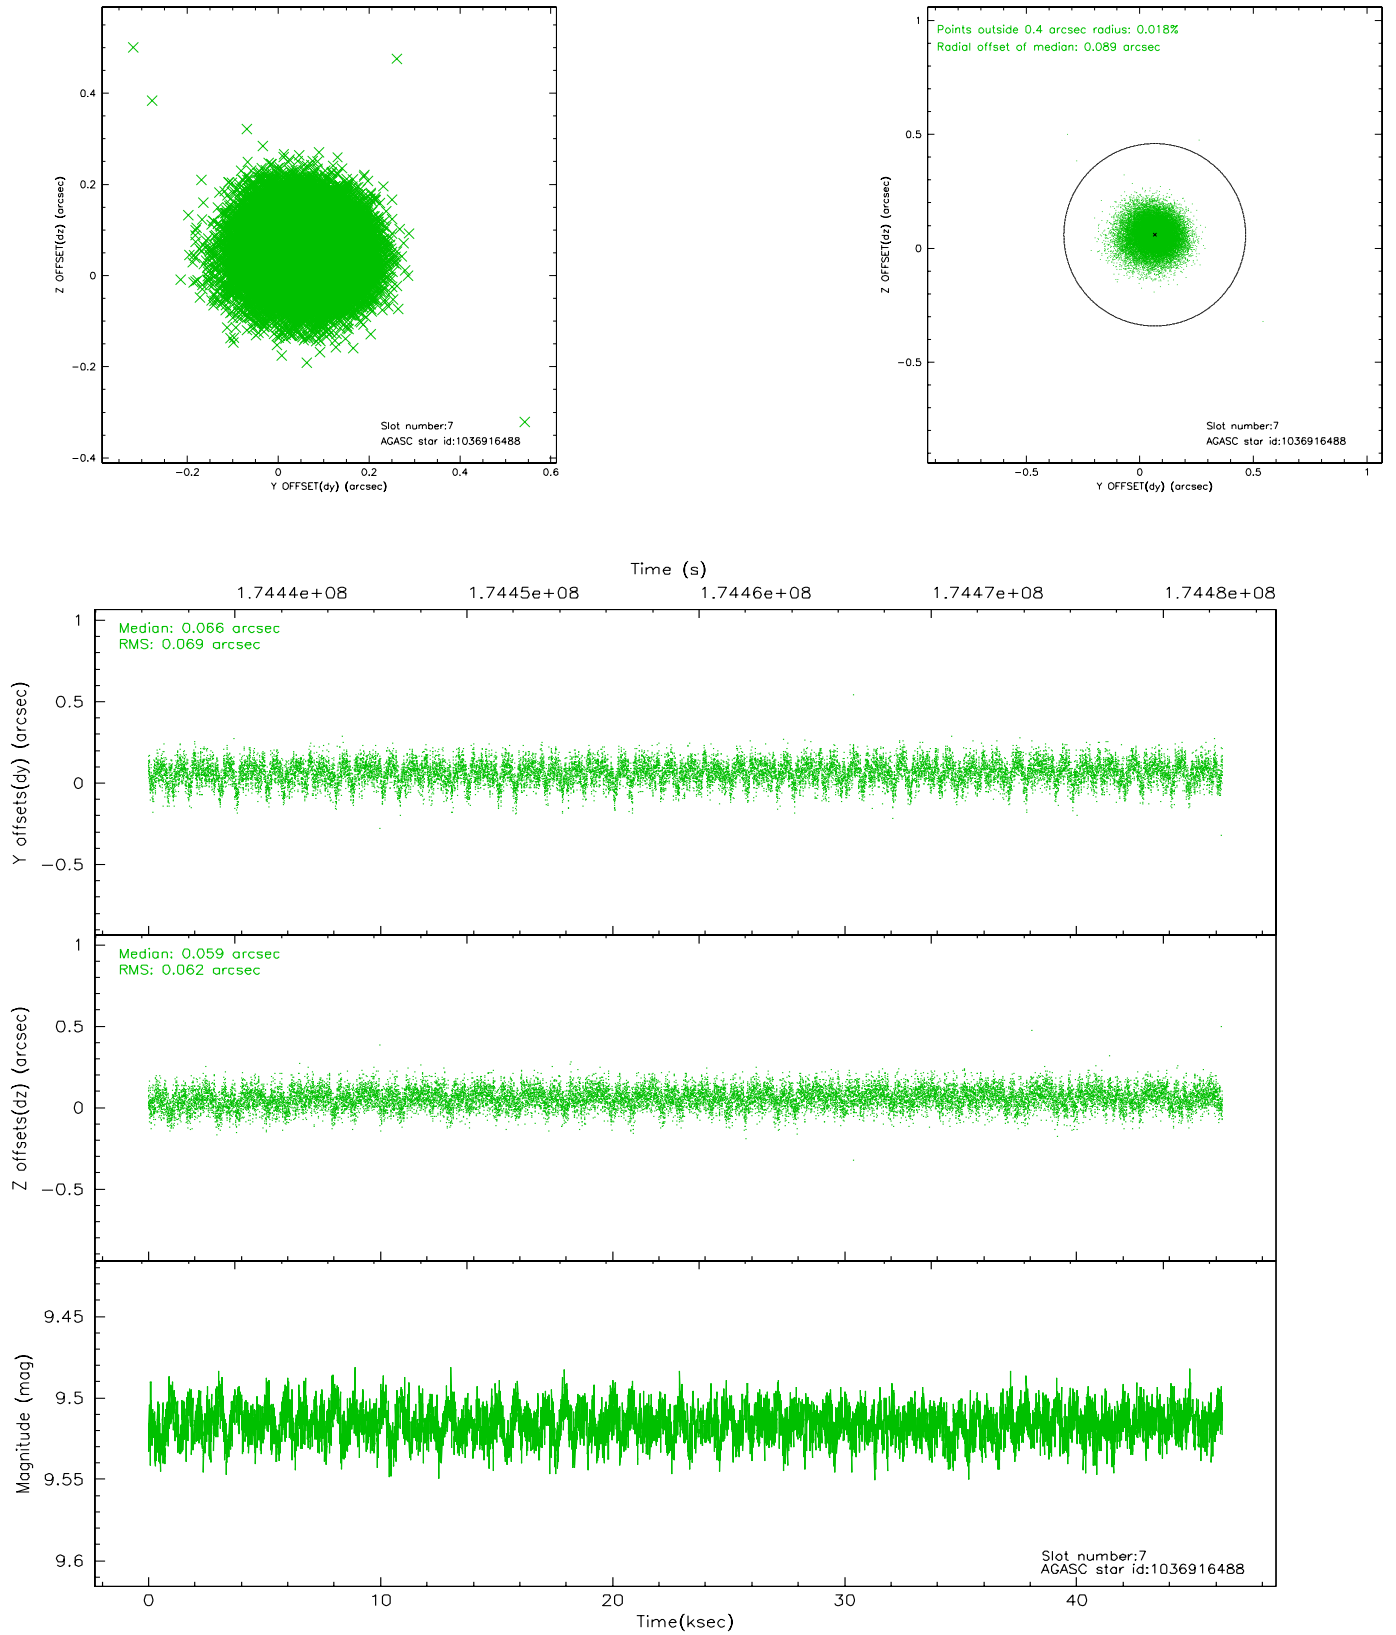 0.4
0.2
0
−0.2
−0.4
Z OFFSET(dz) (arcsec)
Slot number:7
AGASC star id:1036916488
−0.2 0 0.2 0.4 0.6
Y OFFSET(dy) (arcsec)
Points outside 0.4 arcsec radius: 0.018%
Radial offset of median: 0.089 arcsec
1
0.5
0
−0.5
Z OFFSET(dz) (arcsec)
Slot number:7
AGASC star id:1036916488
−0.5 0 0.5 1
Y OFFSET(dy) (arcsec)
Time (s)
1.7444e+08 1.7445e+08 1.7446e+08 1.7447e+08 1.7448e+08
Median: 0.066 arcsec
RMS: 0.069 arcsec
1
0.5
0
−0.5
Y offsets(dy) (arcsec)
Median: 0.059 arcsec
RMS: 0.062 arcsec
1
0.5
0
−0.5
Z offsets(dz) (arcsec)
9.45
9.5
9.55
9.6
Magnitude (mag)
Slot number:7
AGASC star id:1036916488
0 10 20 30 40
Time(ksec)